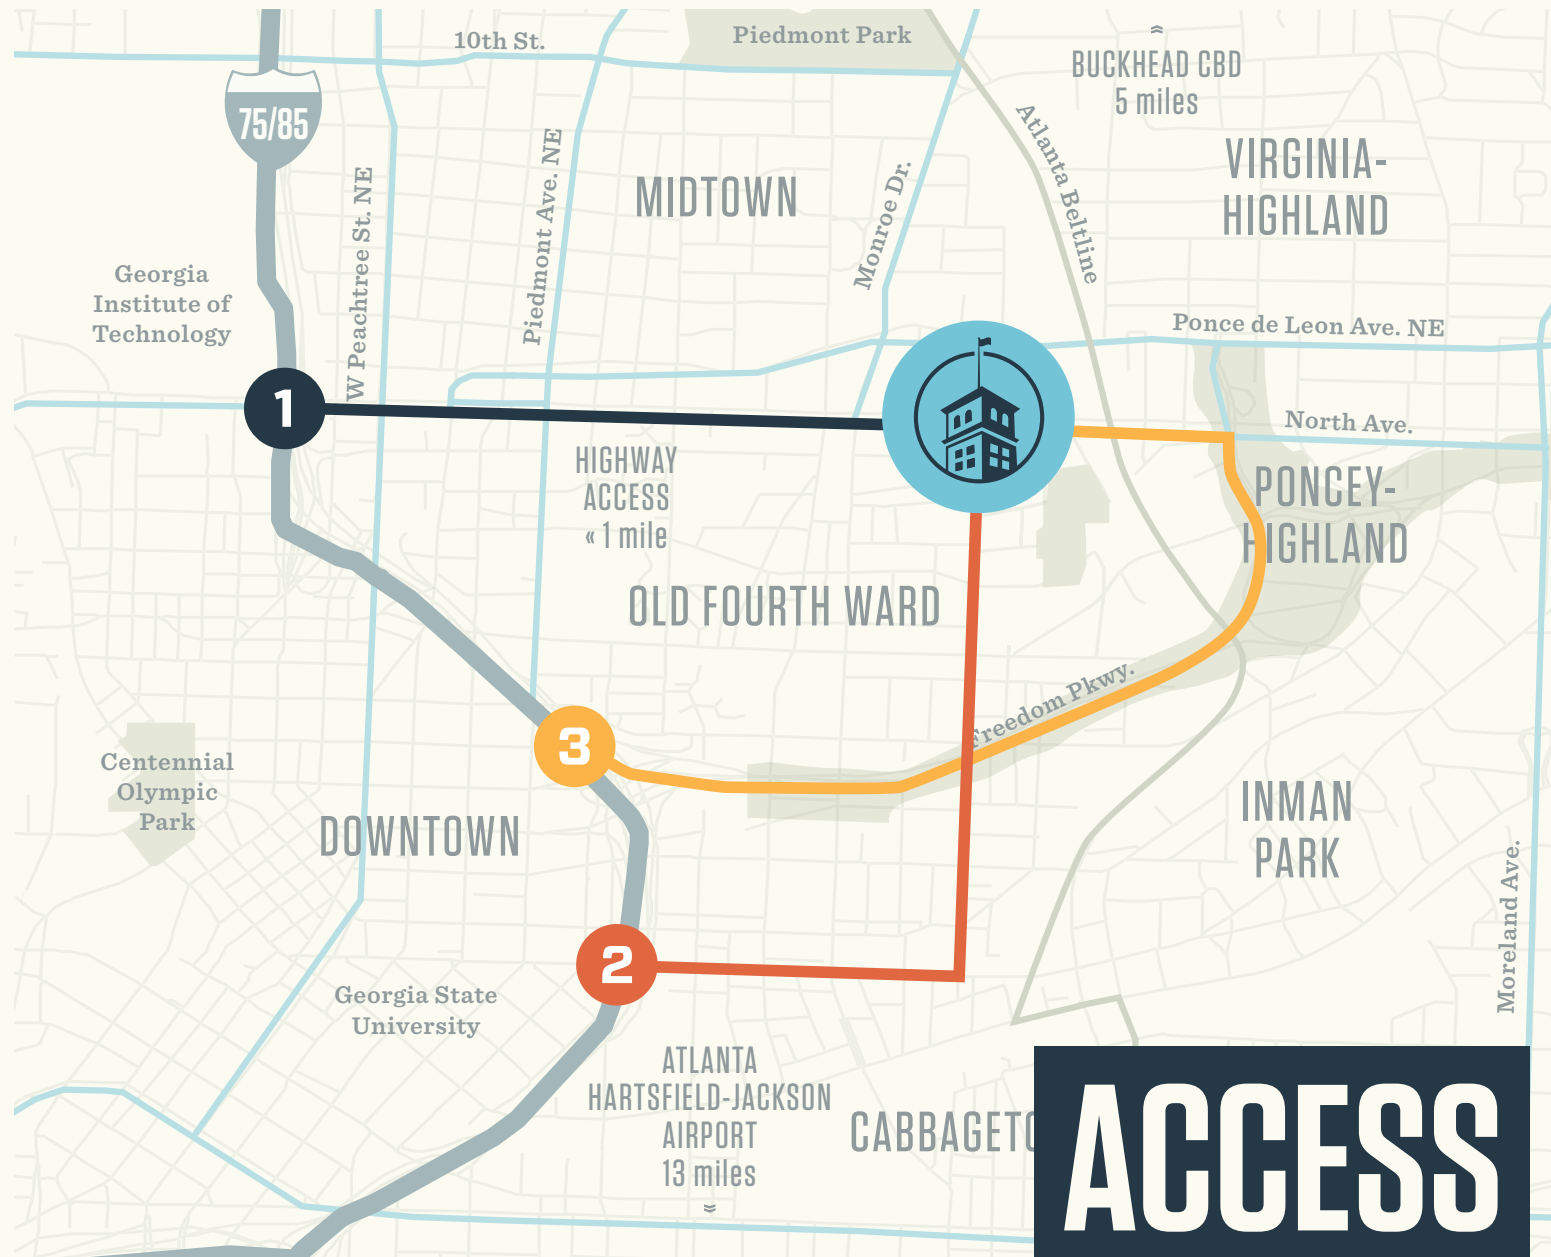 10th St.
Piedmont Park
BUCKHEAD CBD
5 miles
75/85
Atlanta Beltline
VIRGINIA-
HIGHLAND
MIDTOWN
Monroe Dr.
Piedmont Ave. NE
W Peachtree St. NE
Georgia
Institute of
Technology
Ponce de Leon Ave. NE
1
North Ave.
HIGHWAY
ACCESS
« 1 mile
PONCEY-
HIGHLAND
OLD FOURTH WARD
Freedom Pkwy.
3
Centennial
Olympic
Park
DOWNTOWN
INMAN
PARK
Moreland Ave.
2
Georgia State
University
ATLANTA
HARTSFIELD-JACKSON
AIRPORT
13 miles
CABBAGETO
ACCESS